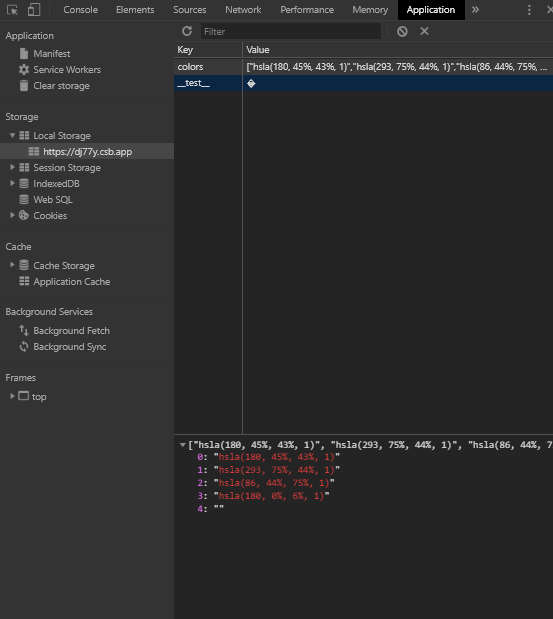 Console Elements Sources Network Performance Memory Application »
Application
Manifest
Service Workers
Clear storage
Storage
Local Storage
https://dj77y.csb.app
Session Storage
IndexedDB
Web SQL
Cookies
Cache
Cache Storage
Application Cache
Background Services
Background Fetch
Background Sync
Frames
top
Filter
Key Value
colors ["hsla(180, 45%, 43%, 1)","hsla(293, 75%, 44%, 1)","hsla(86, 44%, 75%, ...
__test__ �
["hsla(180, 45%, 43%, 1)", "hsla(293, 75%, 44%, 1)", "hsla(86, 44%, 7
0: "hsla(180, 45%, 43%, 1)"
1: "hsla(293, 75%, 44%, 1)"
2: "hsla(86, 44%, 75%, 1)"
3: "hsla(180, 0%, 6%, 1)"
4: ""